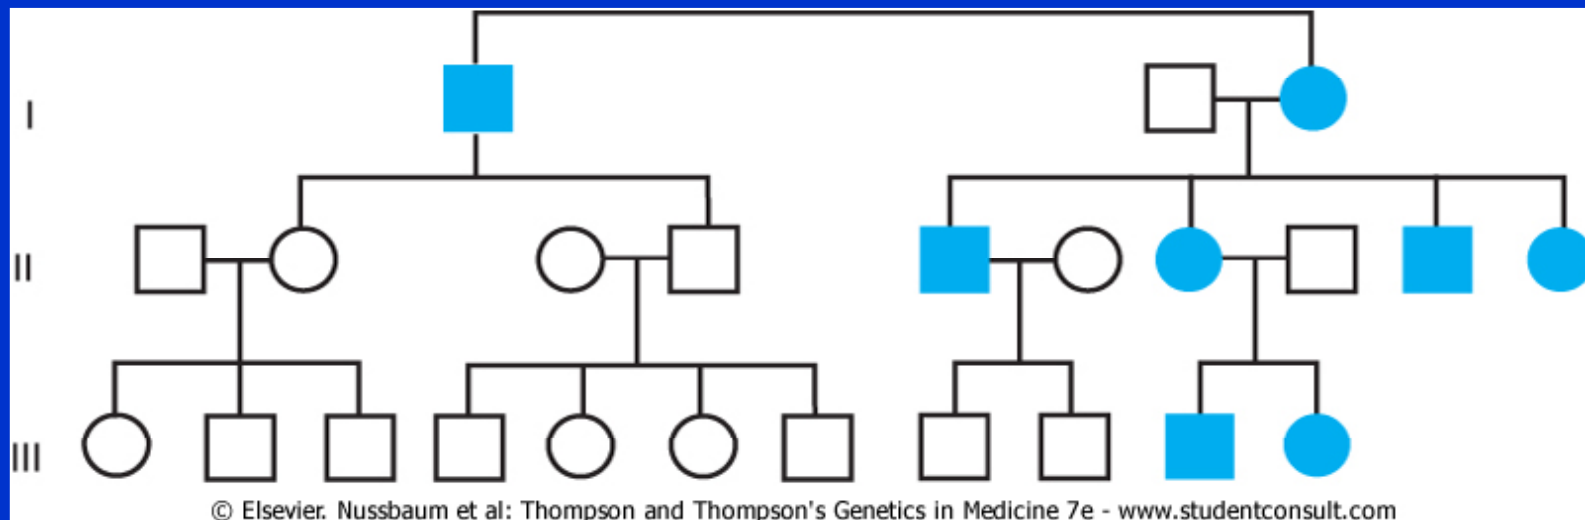 I
II
III
© Elsevier. Nussbaum et al: Thompson and Thompson's Genetics in Medicine 7e - www.studentconsult.com